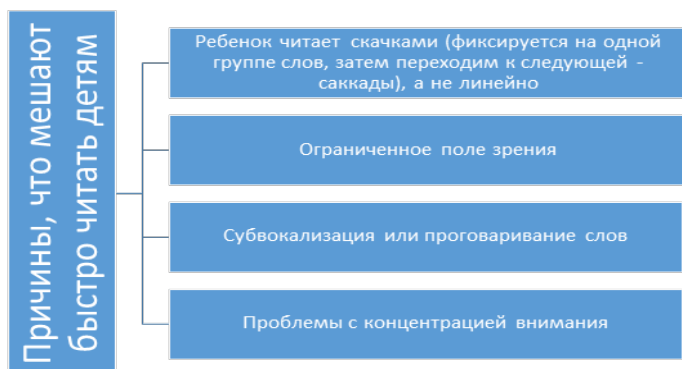 Причины, что мешают
быстро читать детям
Ребенок читает скачками (фиксируется на одной
группе слов, затем переходим к следующей -
саккады), а не линейно
Ограниченное поле зрения
Субвокализация или проговаривание слов
Проблемы с концентрацией внимания